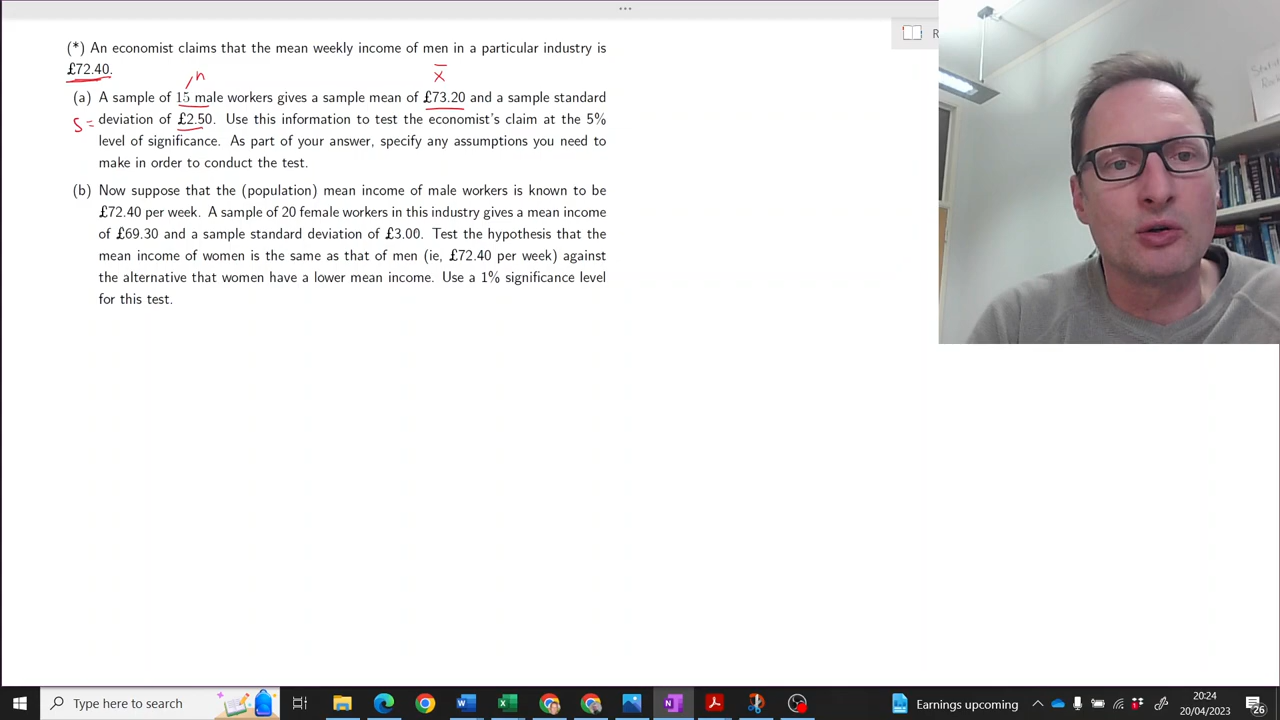 (*) An economist claims that the mean weekly income of men in a particular industry is
£72.40.
n
x̄
(a) A sample of 15 male workers gives a sample mean of £73.20 and a sample standard
S= deviation of £2.50. Use this information to test the economist's claim at the 5%
level of significance. As part of your answer, specify any assumptions you need to
make in order to conduct the test.
(b) Now suppose that the (population) mean income of male workers is known to be
£72.40 per week. A sample of 20 female workers in this industry gives a mean income
of £69.30 and a sample standard deviation of £3.00. Test the hypothesis that the
mean income of women is the same as that of men (ie, £72.40 per week) against
the alternative that women have a lower mean income. Use a 1% significance level
for this test.
R
Type here to search
Earnings upcoming
20:24
20/04/2023
26